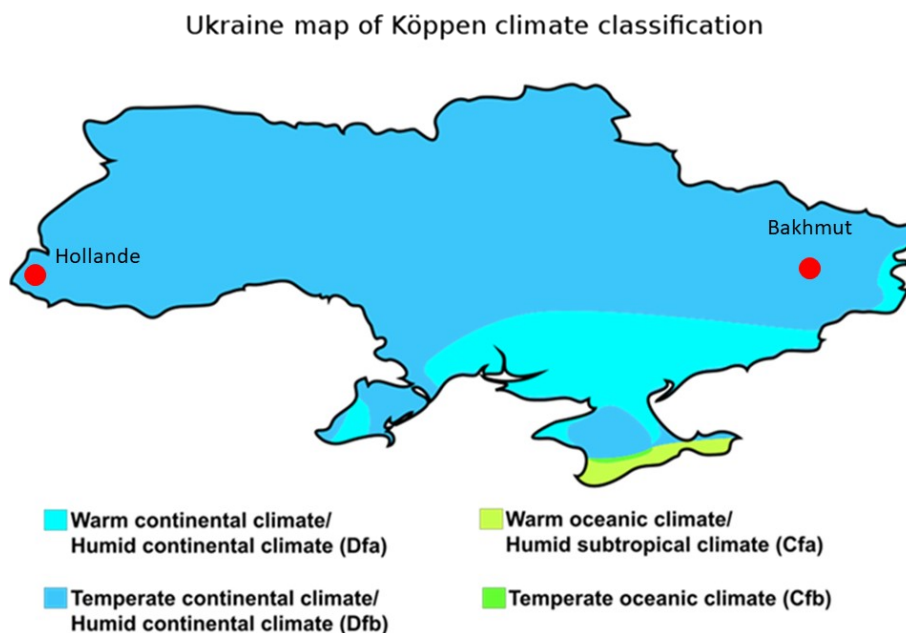 Ukraine map of Köppen climate classification
Bakhmut
Hollande
Warm continental climate/
Humid continental climate (Dfa)
Temperate continental climate/
Humid continental climate (Dfb)
Warm oceanic climate/
Humid subtropical climate (Cfa)
Temperate oceanic climate (Cfb)